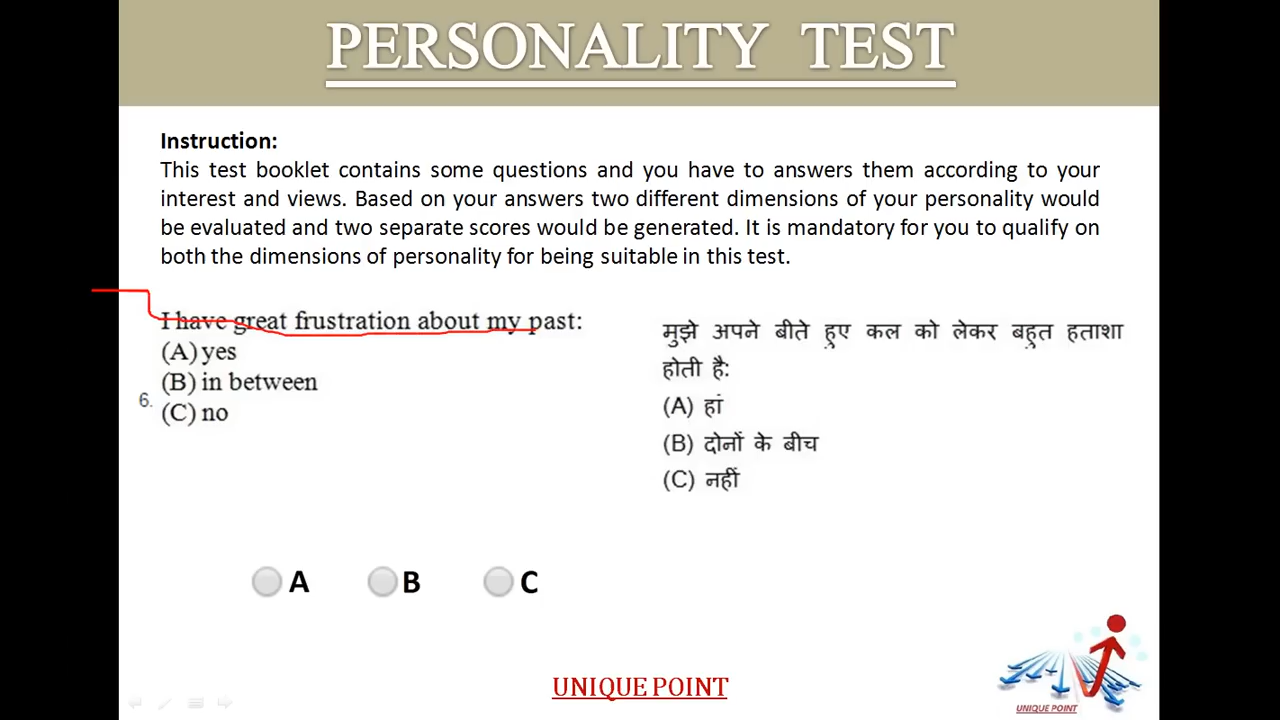 PERSONALITY TEST
Instruction:
This test booklet contains some questions and you have to answers them according to your
interest and views. Based on your answers two different dimensions of your personality would
be evaluated and two separate scores would be generated. It is mandatory for you to qualify on
both the dimensions of personality for being suitable in this test.
6.
I have great frustration about my past:
(A) yes
(B) in between
(C) no
मुझे अपने बीते हुए कल को लेकर बहुत हताशा
होती है:
(A) हां
(B) दोनों के बीच
(C) नहीं
A B C
UNIQUE POINT
UNIQUE POINT